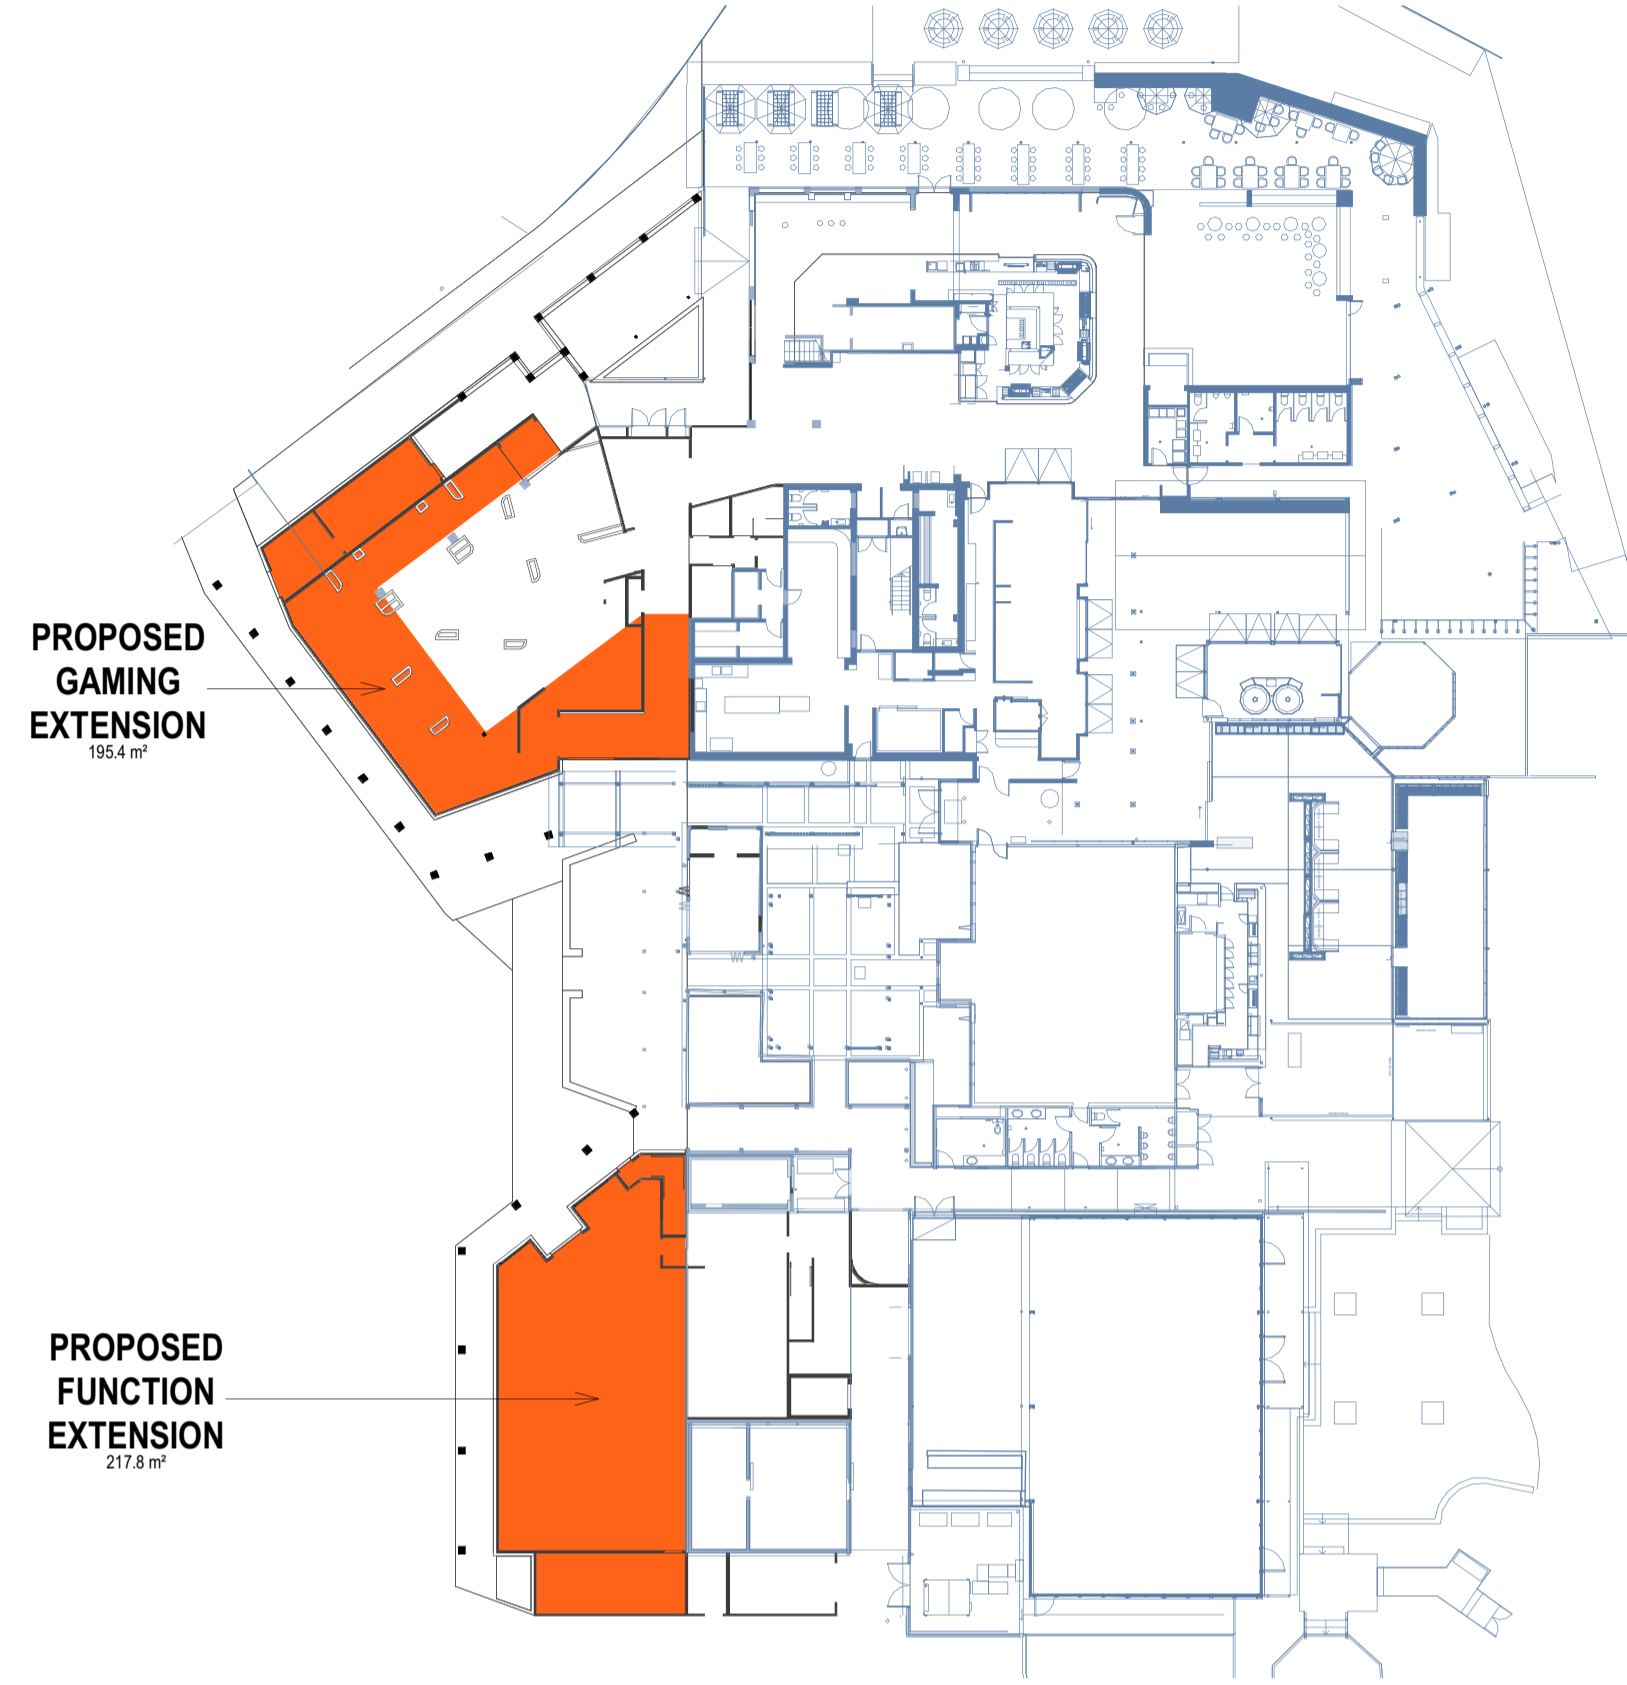 PROPOSED
GAMING
EXTENSION
195.4 m²
PROPOSED
FUNCTION
EXTENSION
217.8 m²